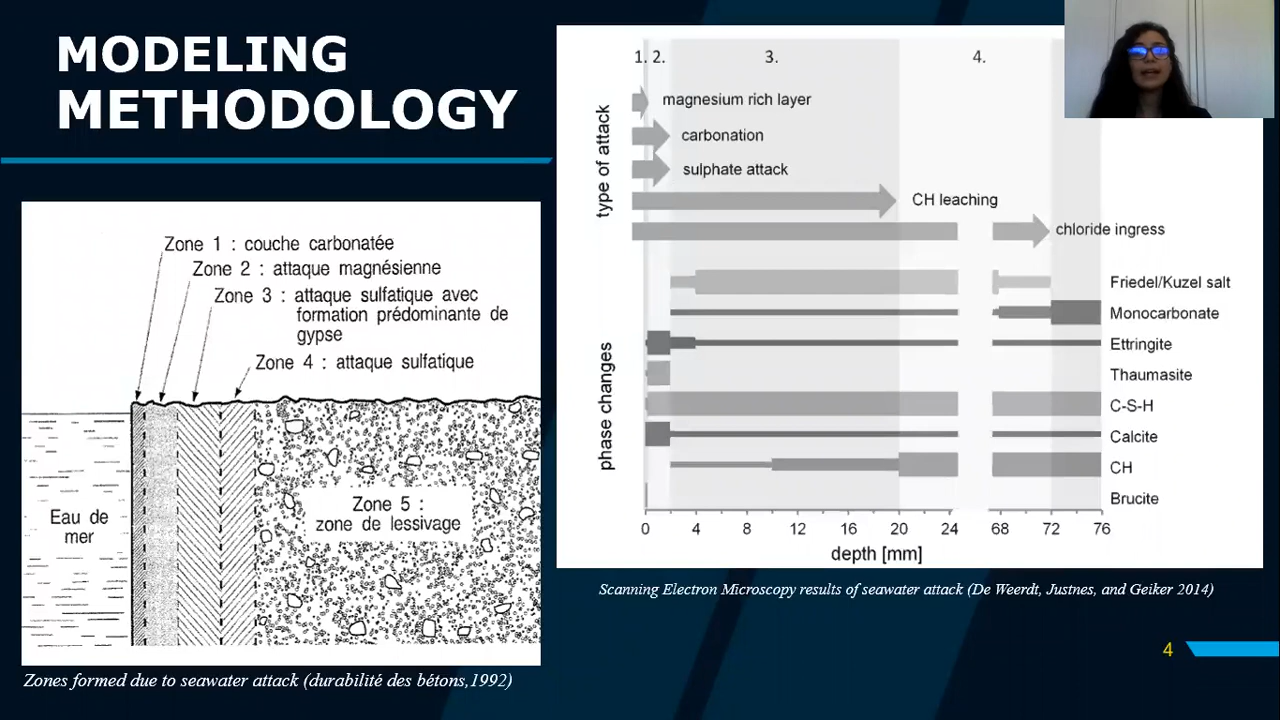 MODELING
METHODOLOGY
Zone 1 : couche carbonatée
Zone 2 : attaque magnésienne
Zone 3 : attaque sulfatique avec
formation prédominante de
gypse
Zone 4 : attaque sulfatique
Eau de
mer
Zone 5 :
zone de lessivage
Zones formed due to seawater attack (durabilité des bétons,1992)
1. 2. 3. 4.
type of attack
magnesium rich layer
carbonation
sulphate attack
CH leaching
chloride ingress
phase changes
Friedel/Kuzel salt
Monocarbonate
Ettringite
Thaumasite
C-S-H
Calcite
CH
Brucite
0 4 8 12 16 20 24 68 72 76
depth [mm]
Scanning Electron Microscopy results of seawater attack (De Weerdt, Justnes, and Geiker 2014)
4